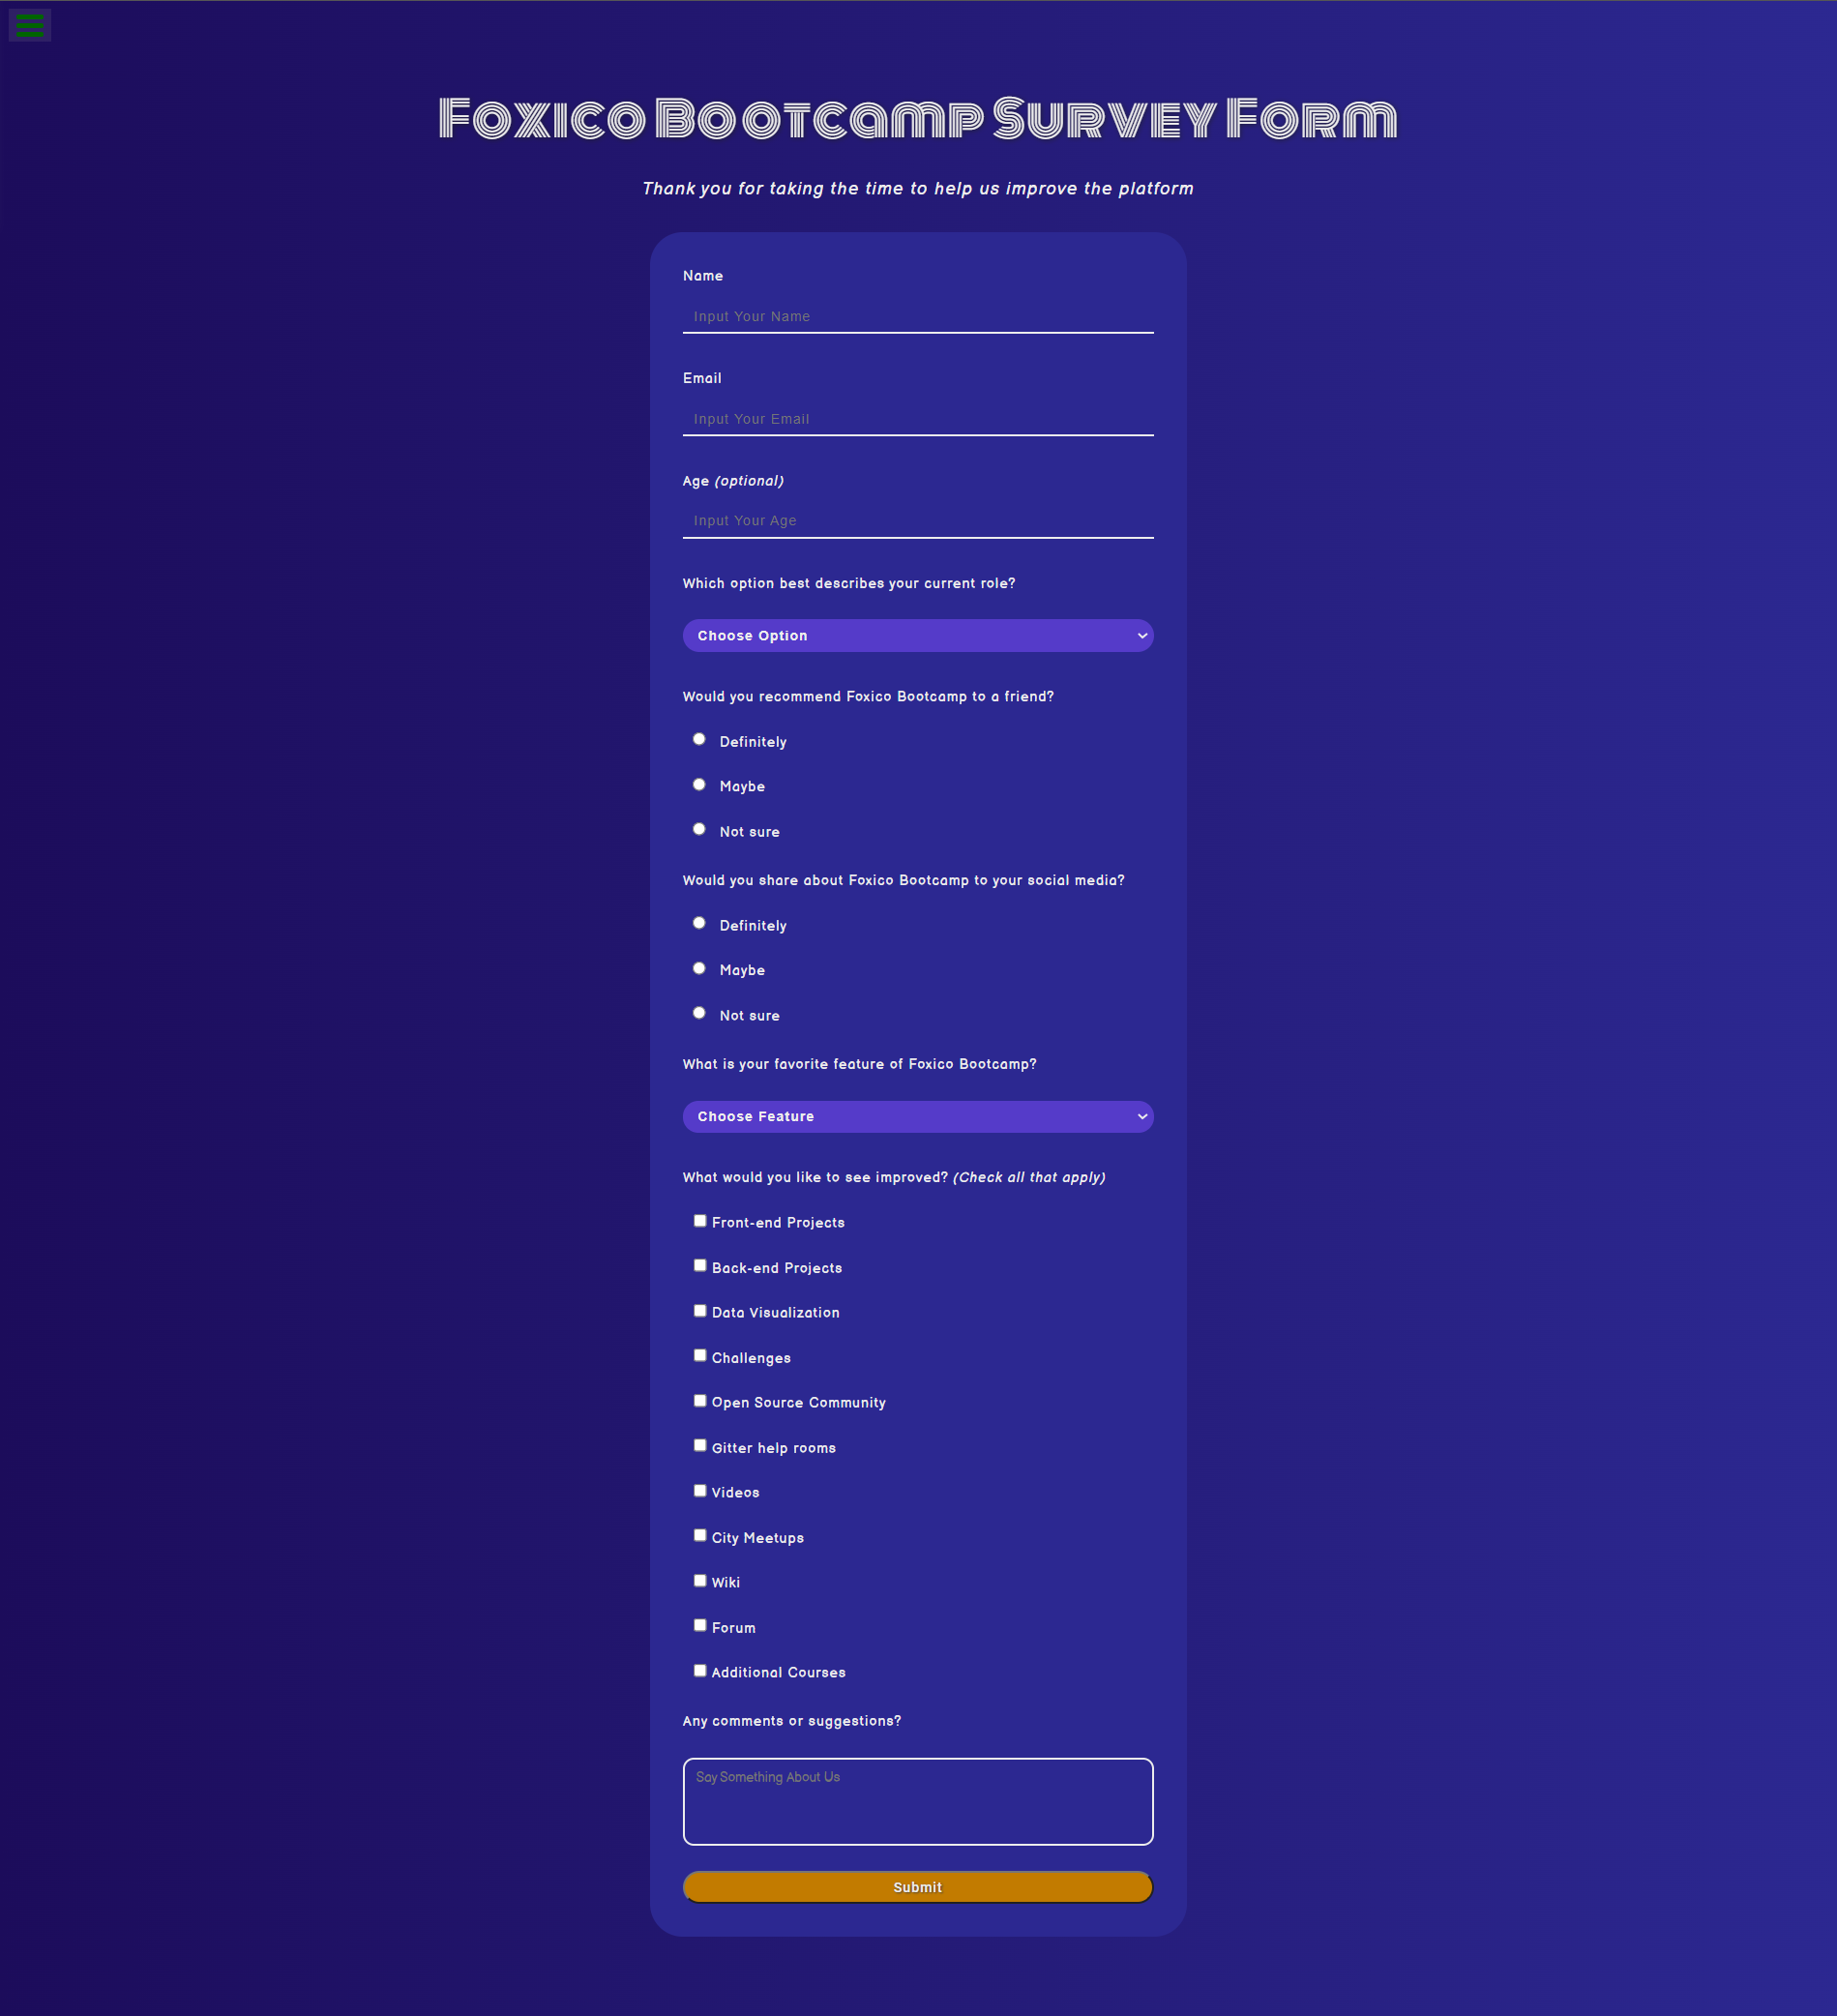 Foxico Bootcamp Survey Form
Thank you for taking the time to help us improve the platform
Name
Input Your Name
Email
Input Your Email
Age (optional)
Input Your Age
Which option best describes your current role?
Choose Option
Would you recommend Foxico Bootcamp to a friend?
Definitely
Maybe
Not sure
Would you share about Foxico Bootcamp to your social media?
Definitely
Maybe
Not sure
What is your favorite feature of Foxico Bootcamp?
Choose Feature
What would you like to see improved? (Check all that apply)
Front-end Projects
Back-end Projects
Data Visualization
Challenges
Open Source Community
Gitter help rooms
Videos
City Meetups
Wiki
Forum
Additional Courses
Any comments or suggestions?
Say Something About Us
Submit